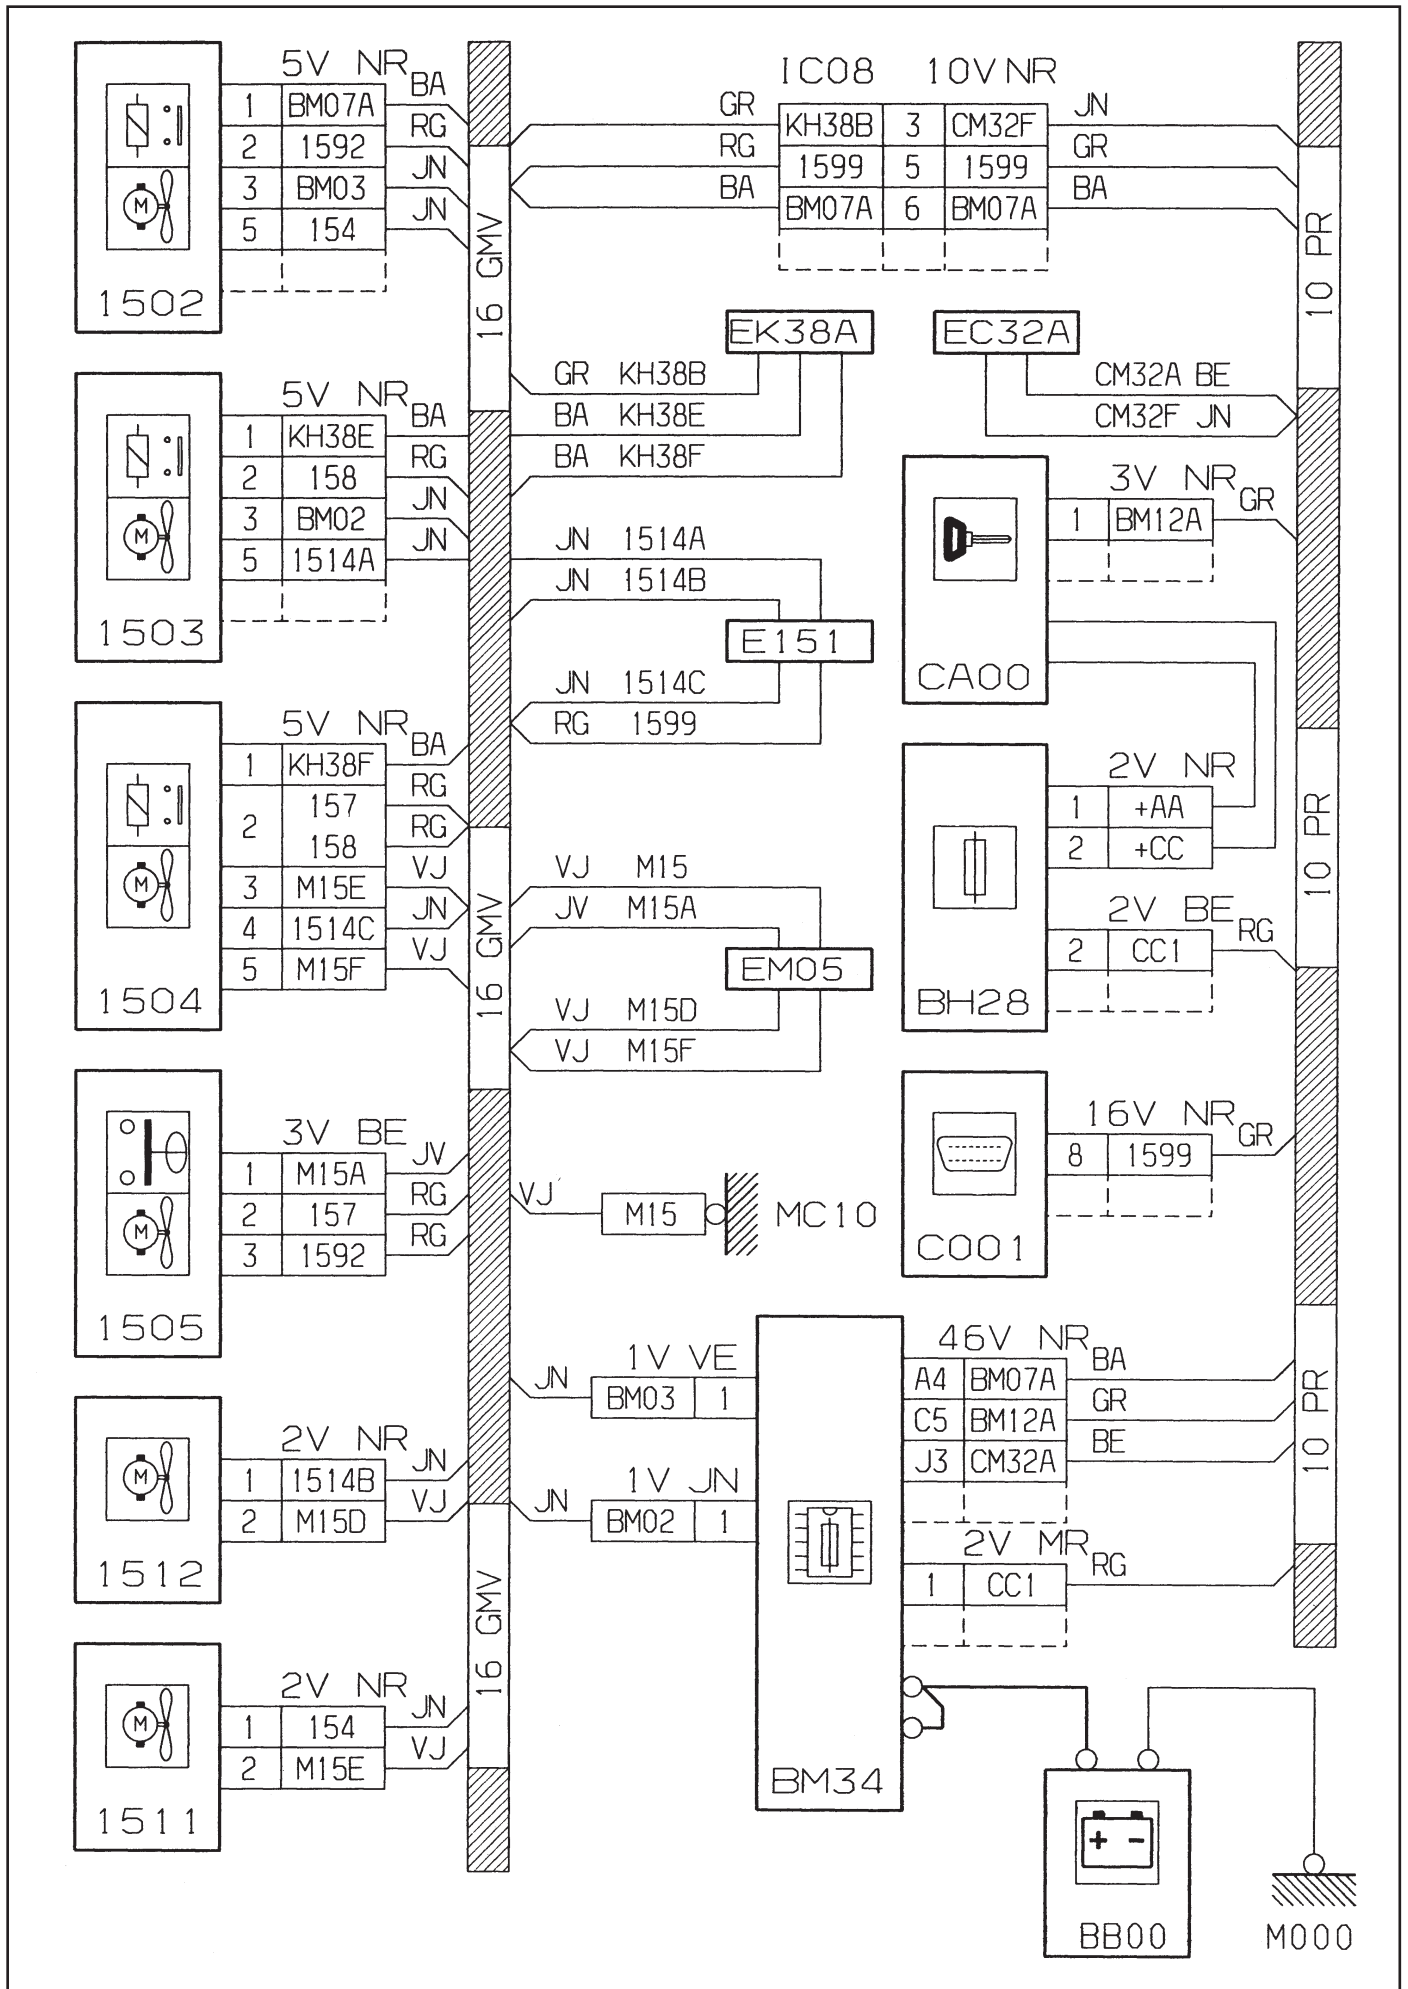 5V NR
1 BM07A BA
2 1592 RG
3 BM03 JN
5 154 JN
1502
5V NR
1 KH38E BA
2 158 RG
3 BM02 JN
5 1514A JN
1503
5V NR
1 KH38F BA
2 157 RG
158 RG
3 M15E VJ
4 1514C JN
5 M15F VJ
1504
3V BE
1 M15A JV
2 157 RG
3 1592 RG
1505
2V NR
1 1514B JN
2 M15D VJ
1512
2V NR
1 154 JN
2 M15E VJ
1511
16 GMV
16 GMV
16 GMV
IC08 10V NR
GR KH38B 3 CM32F JN
RG 1599 5 1599 GR
BA BM07A 6 BM07A BA
EK38A
GR KH38B
BA KH38E
BA KH38F
EC32A
CM32A BE
CM32F JN
JN 1514A
JN 1514B
E151
JN 1514C
RG 1599
VJ M15
JV M15A
EM05
VJ M15D
VJ M15F
VJ M15 MC10
3V NR
1 BM12A GR
CA00
2V NR
1 +AA
2 +CC
2V BE
2 CC1 RG
BH28
16V NR
8 1599 GR
C001
1V VE
JN BM03 1
1V JN
JN BM02 1
46V NR
A4 BM07A BA
C5 BM12A GR
J3 CM32A BE
2V MR
1 CC1 RG
BM34
+ -
BB00
M000
10 PR
10 PR
10 PR